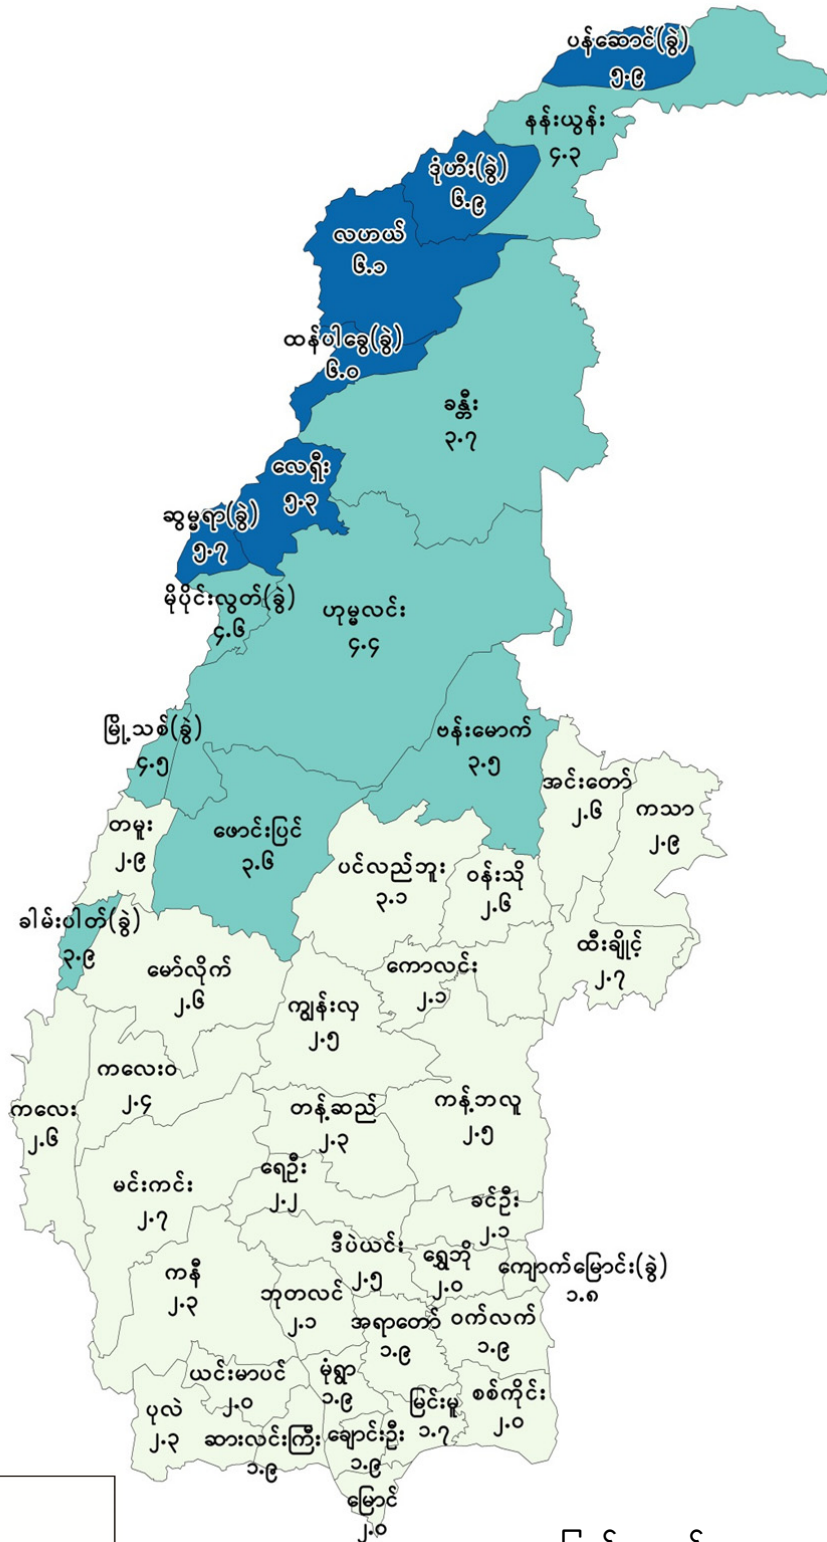 ပန်ဆောင်(ခွဲ)
၅.၉
နန်းယွန်း
၄.၃
ဒုံဟီး(ခွဲ)
၆.၉
လဟယ်
၆.၁
ထန်ပါခွေ(ခွဲ)
၆.၀
ခန္တီး
၃.၇
လေရှီး
၅.၃
ဆွမ္မရာ(ခွဲ)
၅.၇
မိုပိုင်းလွတ်(ခွဲ)
၄.၆
ဟုမ္မလင်း
၄.၄
မြို့သစ်(ခွဲ)
၄.၅
ဗန်းမောက်
၃.၅
အင်းတော်
၂.၆
ကသာ
၂.၉
တမူး
၂.၉
ဖောင်းပြင်
၃.၆
ပင်လည်ဘူး
၃.၁
ဝန်းသို
၂.၆
ခါမ်းပါတ်(ခွဲ)
၃.၉
ထီးချိုင့်
၂.၇
မော်လိုက်
၂.၆
ကောလင်း
၂.၁
ကျွန်းလှ
၂.၅
ကလေးဝ
၂.၄
ကလေး
၂.၆
တန့်ဆည်
၂.၃
ကန့်ဘလူ
၂.၅
မင်းကင်း
၂.၇
ရေဦး
၂.၂
ခင်ဦး
၂.၁
ဒီပဲယင်း
၂.၅
ရွှေဘို
၂.၀
ကျောက်မြောင်း(ခွဲ)
၁.၈
ကနီ
၂.၃
ဘုတလင်
၂.၁
အရာတော်
၁.၉
ဝက်လက်
၁.၉
ယင်းမာပင်
၂.၀
မုံရွာ
၁.၉
မြင်းမူ
၁.၇
စစ်ကိုင်း
၂.၀
ပုလဲ
၂.၃
ဆားလင်းကြီး
၁.၉
ချောင်းဦး
၁.၉
မြောင်
၂.၀